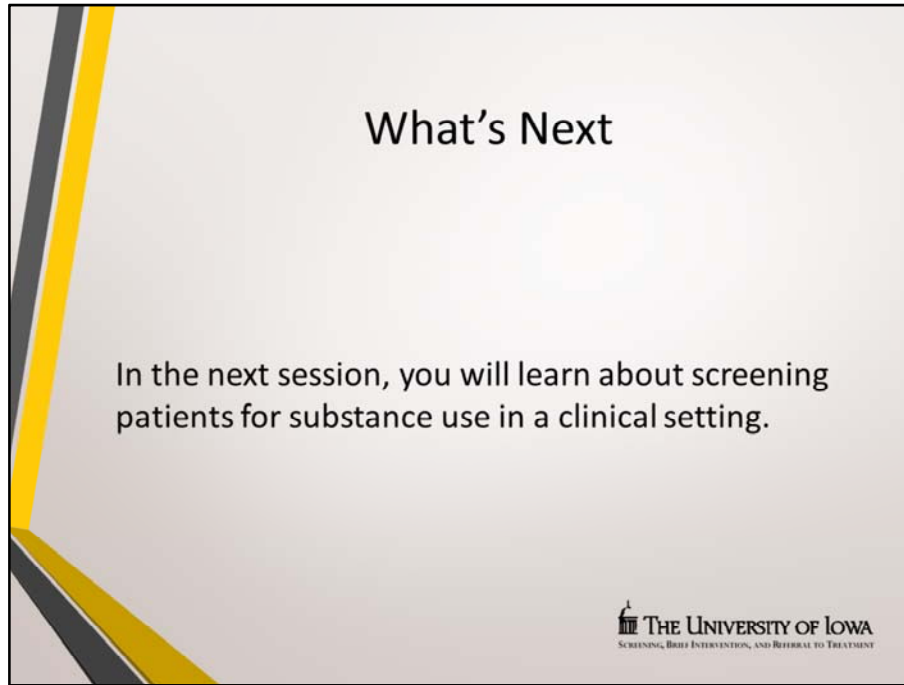 What’s Next
In the next session, you will learn about screening
patients for substance use in a clinical setting.
THE UNIVERSITY OF IOWA
SCREENING, BRIEF INTERVENTION, AND REFERRAL TO TREATMENT